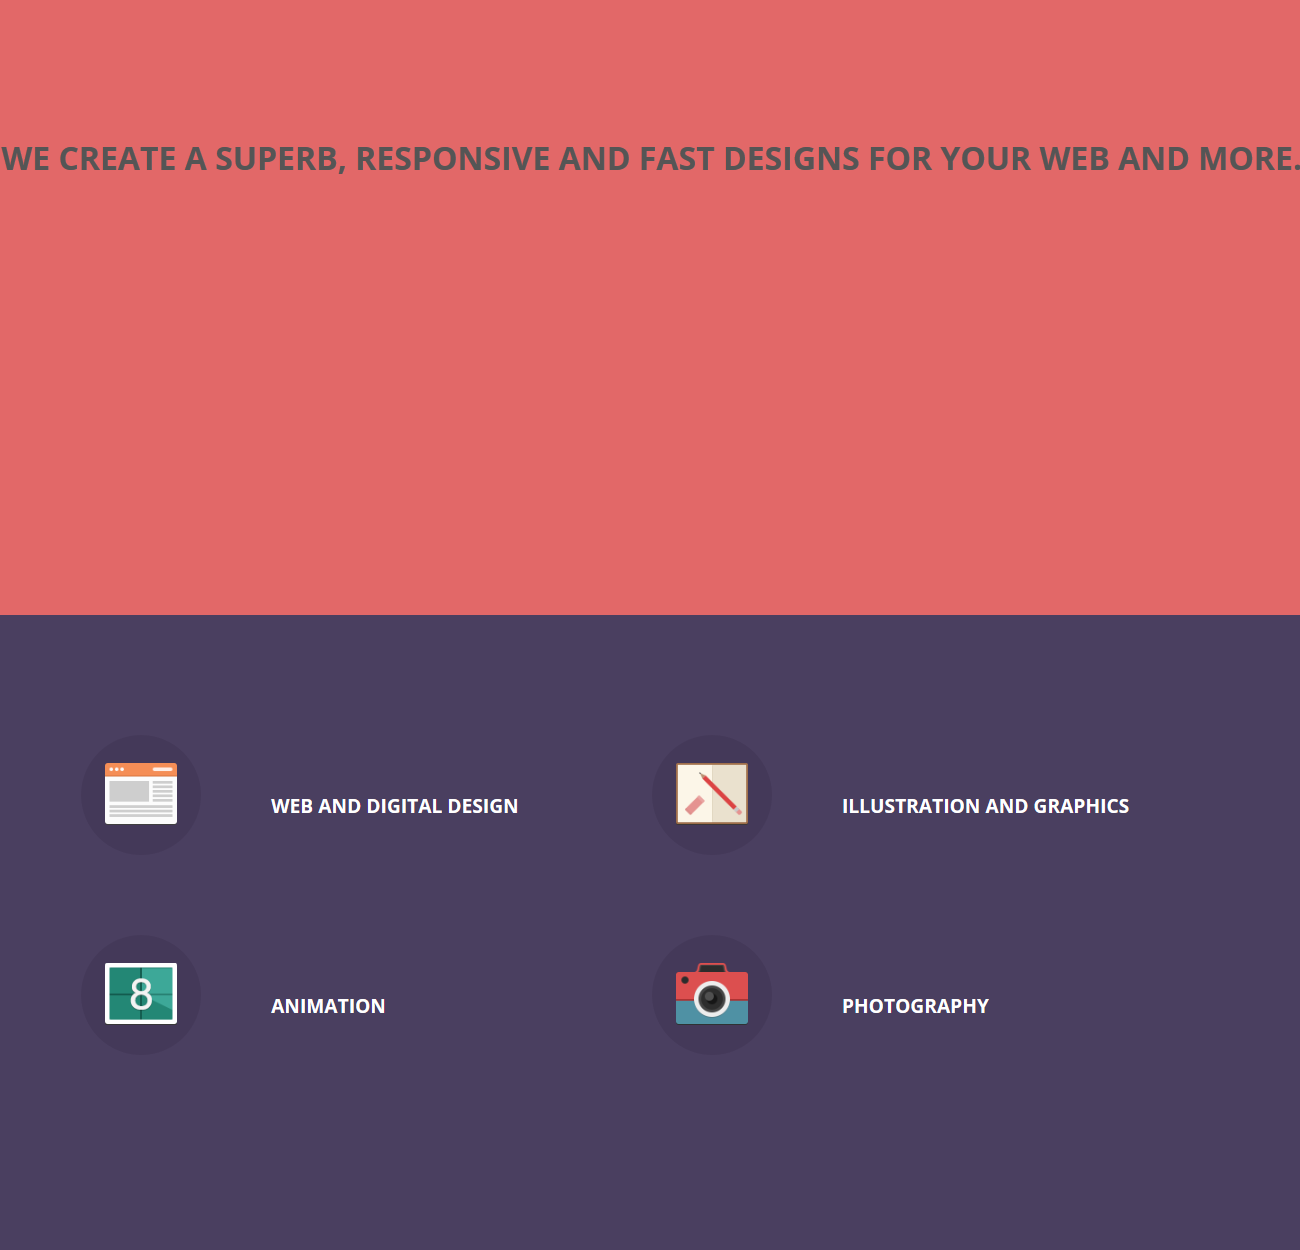 WE CREATE A SUPERB, RESPONSIVE AND FAST DESIGNS FOR YOUR WEB AND MORE.
WEB AND DIGITAL DESIGN
ILLUSTRATION AND GRAPHICS
8
ANIMATION
PHOTOGRAPHY